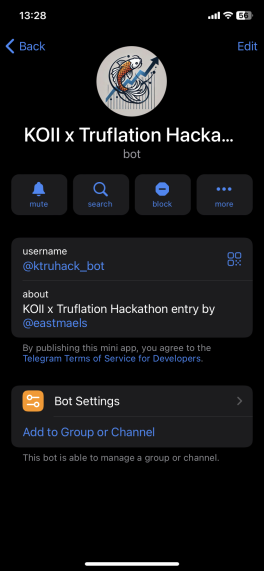 13:28
56
Back
Edit
KOII x Truflation Hacka...
bot
mute
search
block
more
username
@ktruhack_bot
about
KOII x Truflation Hackathon entry by
@eastmaels
By publishing this mini app, you agree to the
Telegram Terms of Service for Developers.
Bot Settings
Add to Group or Channel
This bot is able to manage a group or channel.